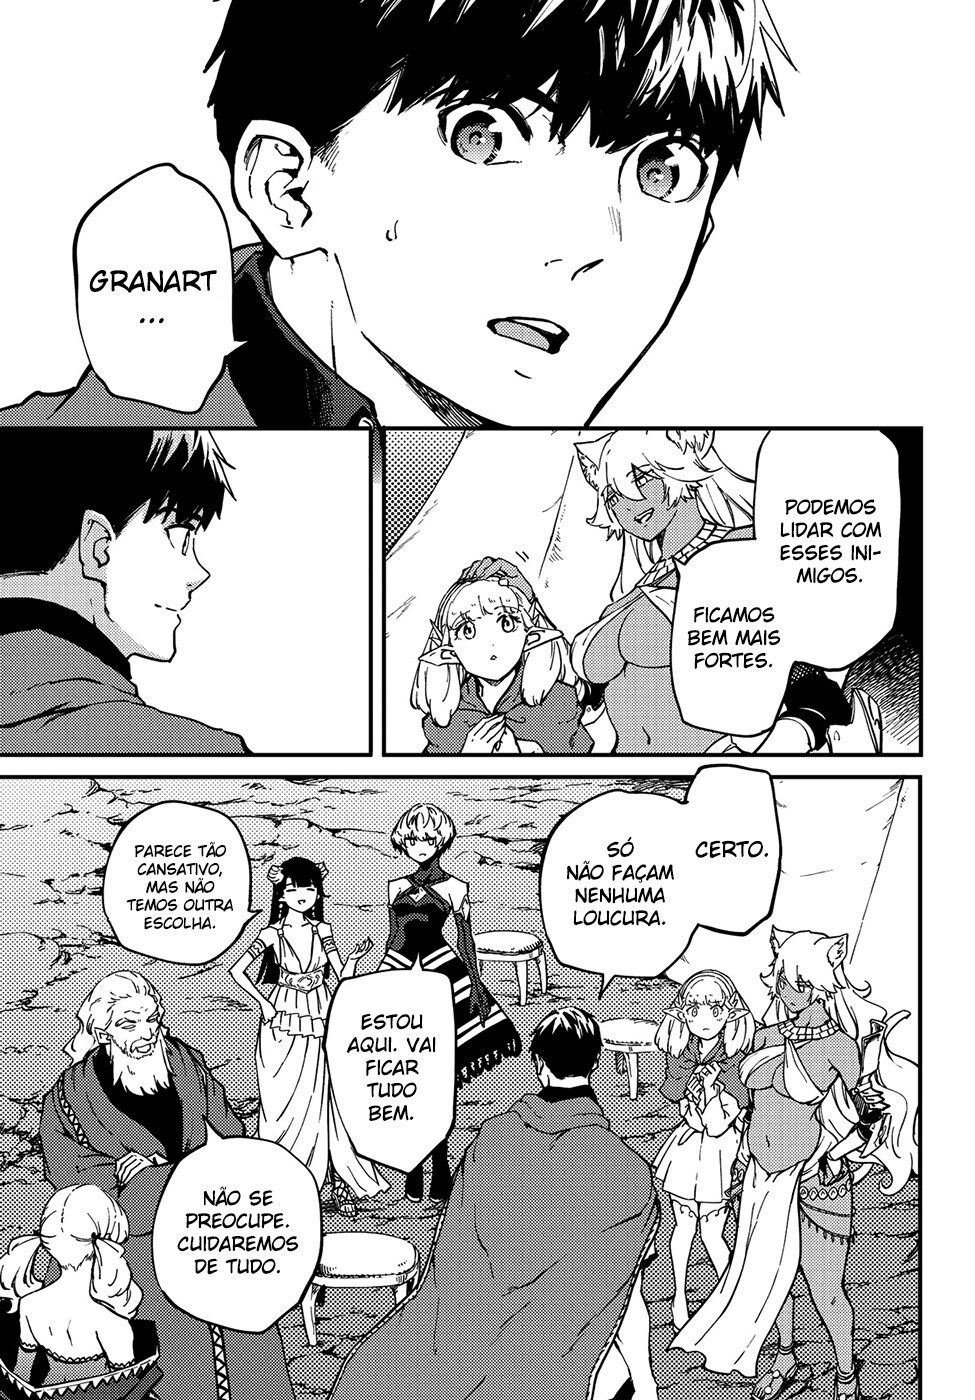 GRANART
...
PODEMOS
LIDAR COM
ESSES INI-
MIGOS.
FICAMOS
BEM MAIS
FORTES.
CERTO.
SÓ
NÃO FAÇAM
NENHUMA
LOUCURA.
PARECE TÃO
CANSATIVO,
MAS NÃO
TEMOS OUTRA
ESCOLHA.
ESTOU
AQUI. VAI
FICAR
TUDO
BEM.
NÃO SE
PREOCUPE.
CUIDAREMOS
DE TUDO.